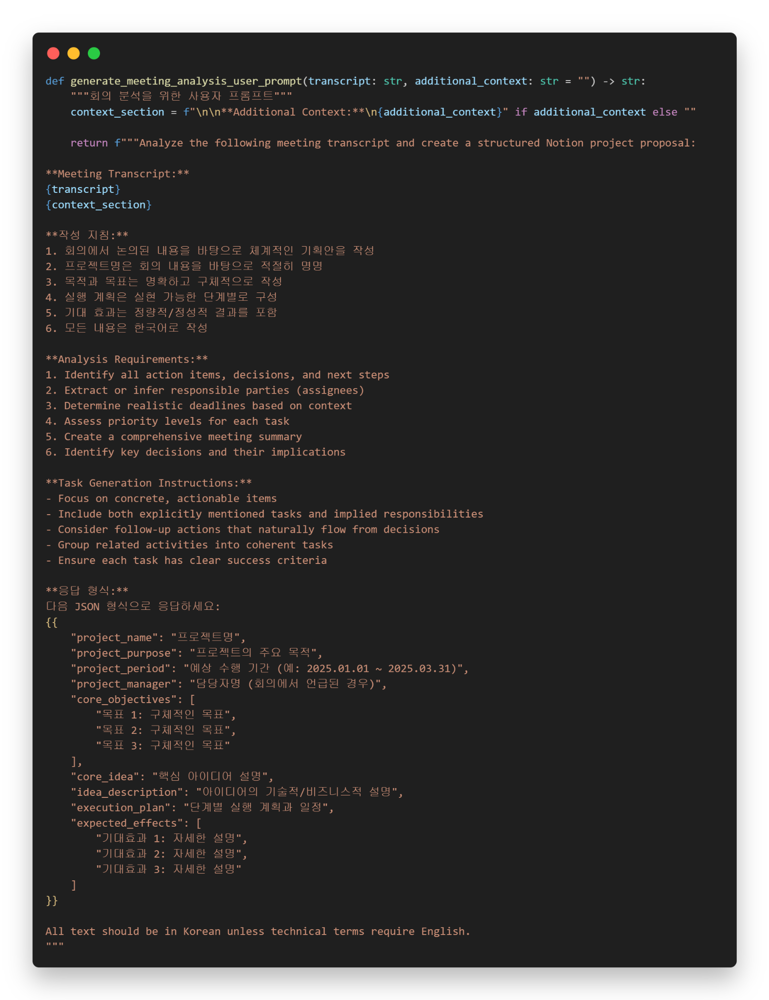 def generate_meeting_analysis_user_prompt(transcript: str, additional_context: str = "") -> str:
    """회의 분석을 위한 사용자 프롬프트"""
    context_section = f"\n\n**Additional Context:**\n{additional_context}" if additional_context else ""

    return f"""Analyze the following meeting transcript and create a structured Notion project proposal:

**Meeting Transcript:**
{transcript}
{context_section}

**작성 지침:**
1. 회의에서 논의된 내용을 바탕으로 체계적인 기획안을 작성
2. 프로젝트명은 회의 내용을 바탕으로 적절히 명명
3. 목적과 목표는 명확하고 구체적으로 작성
4. 실행 계획은 실현 가능한 단계별로 구성
5. 기대 효과는 정량적/정성적 결과를 포함
6. 모든 내용은 한국어로 작성

**Analysis Requirements:**
1. Identify all action items, decisions, and next steps
2. Extract or infer responsible parties (assignees)
3. Determine realistic deadlines based on context
4. Assess priority levels for each task
5. Create a comprehensive meeting summary
6. Identify key decisions and their implications

**Task Generation Instructions:**
- Focus on concrete, actionable items
- Include both explicitly mentioned tasks and implied responsibilities
- Consider follow-up actions that naturally flow from decisions
- Group related activities into coherent tasks
- Ensure each task has clear success criteria

**응답 형식:**
다음 JSON 형식으로 응답하세요:
{{
    "project_name": "프로젝트명",
    "project_purpose": "프로젝트의 주요 목적",
    "project_period": "예상 수행 기간 (예: 2025.01.01 ~ 2025.03.31)",
    "project_manager": "담당자명 (회의에서 언급된 경우)",
    "core_objectives": [
        "목표 1: 구체적인 목표",
        "목표 2: 구체적인 목표",
        "목표 3: 구체적인 목표"
    ],
    "core_idea": "핵심 아이디어 설명",
    "idea_description": "아이디어의 기술적/비즈니스적 설명",
    "execution_plan": "단계별 실행 계획과 일정",
    "expected_effects": [
        "기대효과 1: 자세한 설명",
        "기대효과 2: 자세한 설명",
        "기대효과 3: 자세한 설명"
    ]
}}

All text should be in Korean unless technical terms require English.
"""